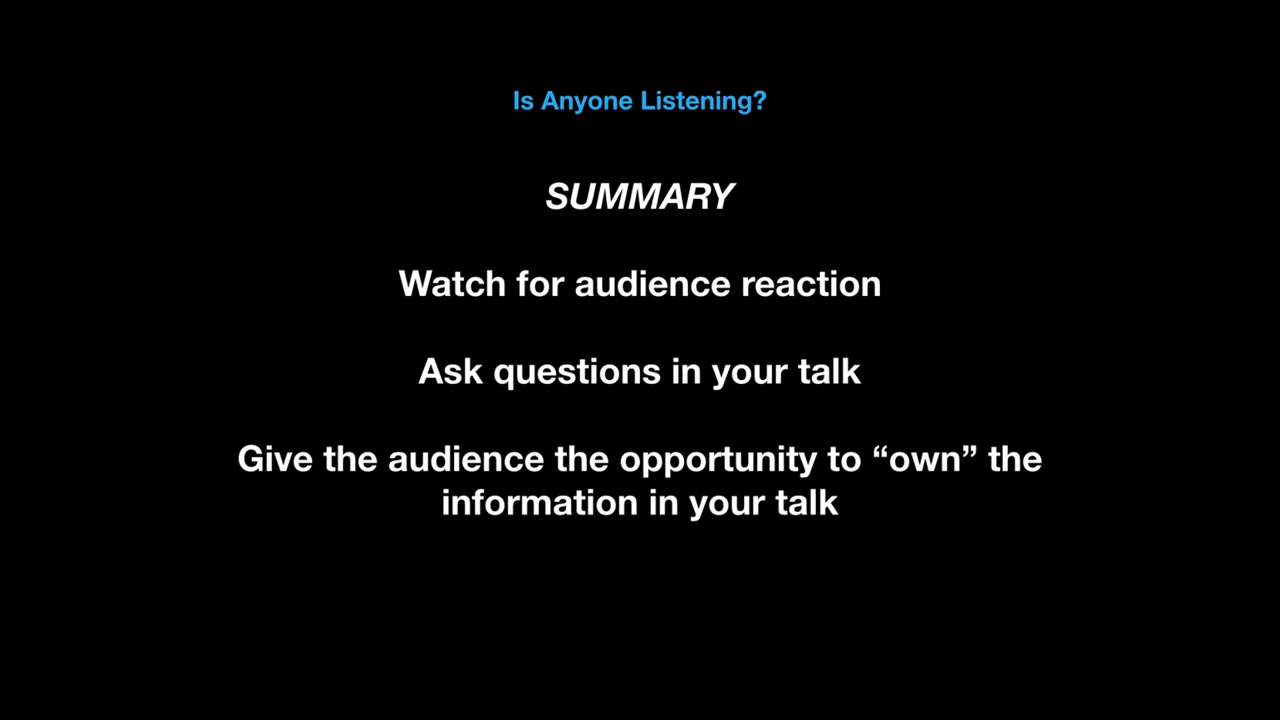 Is Anyone Listening?
SUMMARY
Watch for audience reaction
Ask questions in your talk
Give the audience the opportunity to “own” the
information in your talk